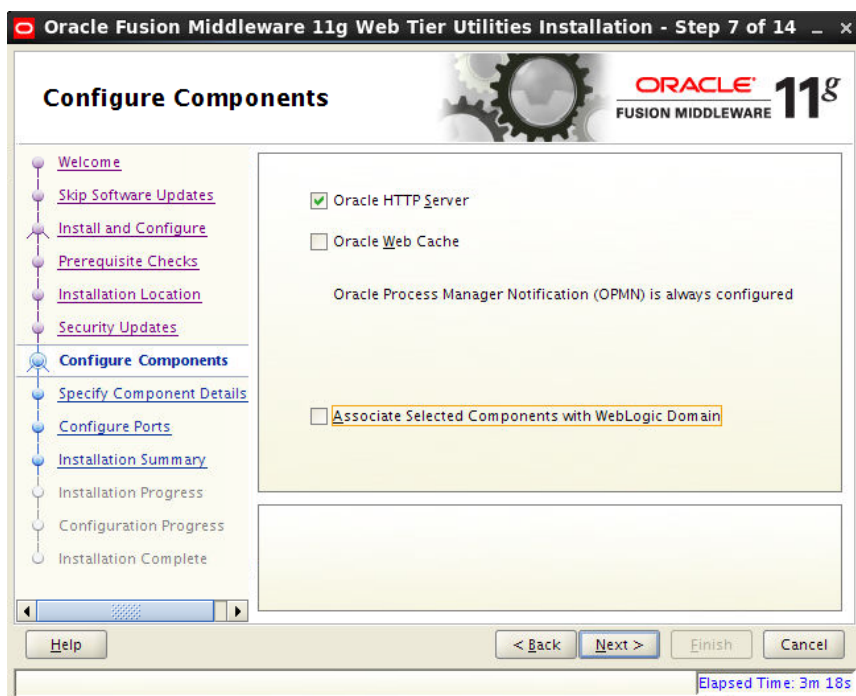 Oracle Fusion Middleware 11g Web Tier Utilities Installation - Step 7 of 14
Configure Components
ORACLE
FUSION MIDDLEWARE 11g
Welcome
Skip Software Updates
Install and Configure
Prerequisite Checks
Installation Location
Security Updates
Configure Components
Specify Component Details
Configure Ports
Installation Summary
Installation Progress
Configuration Progress
Installation Complete
Oracle HTTP Server
Oracle Web Cache
Oracle Process Manager Notification (OPMN) is always configured
Associate Selected Components with WebLogic Domain
Help
< Back
Next >
Finish
Cancel
Elapsed Time: 3m 18s